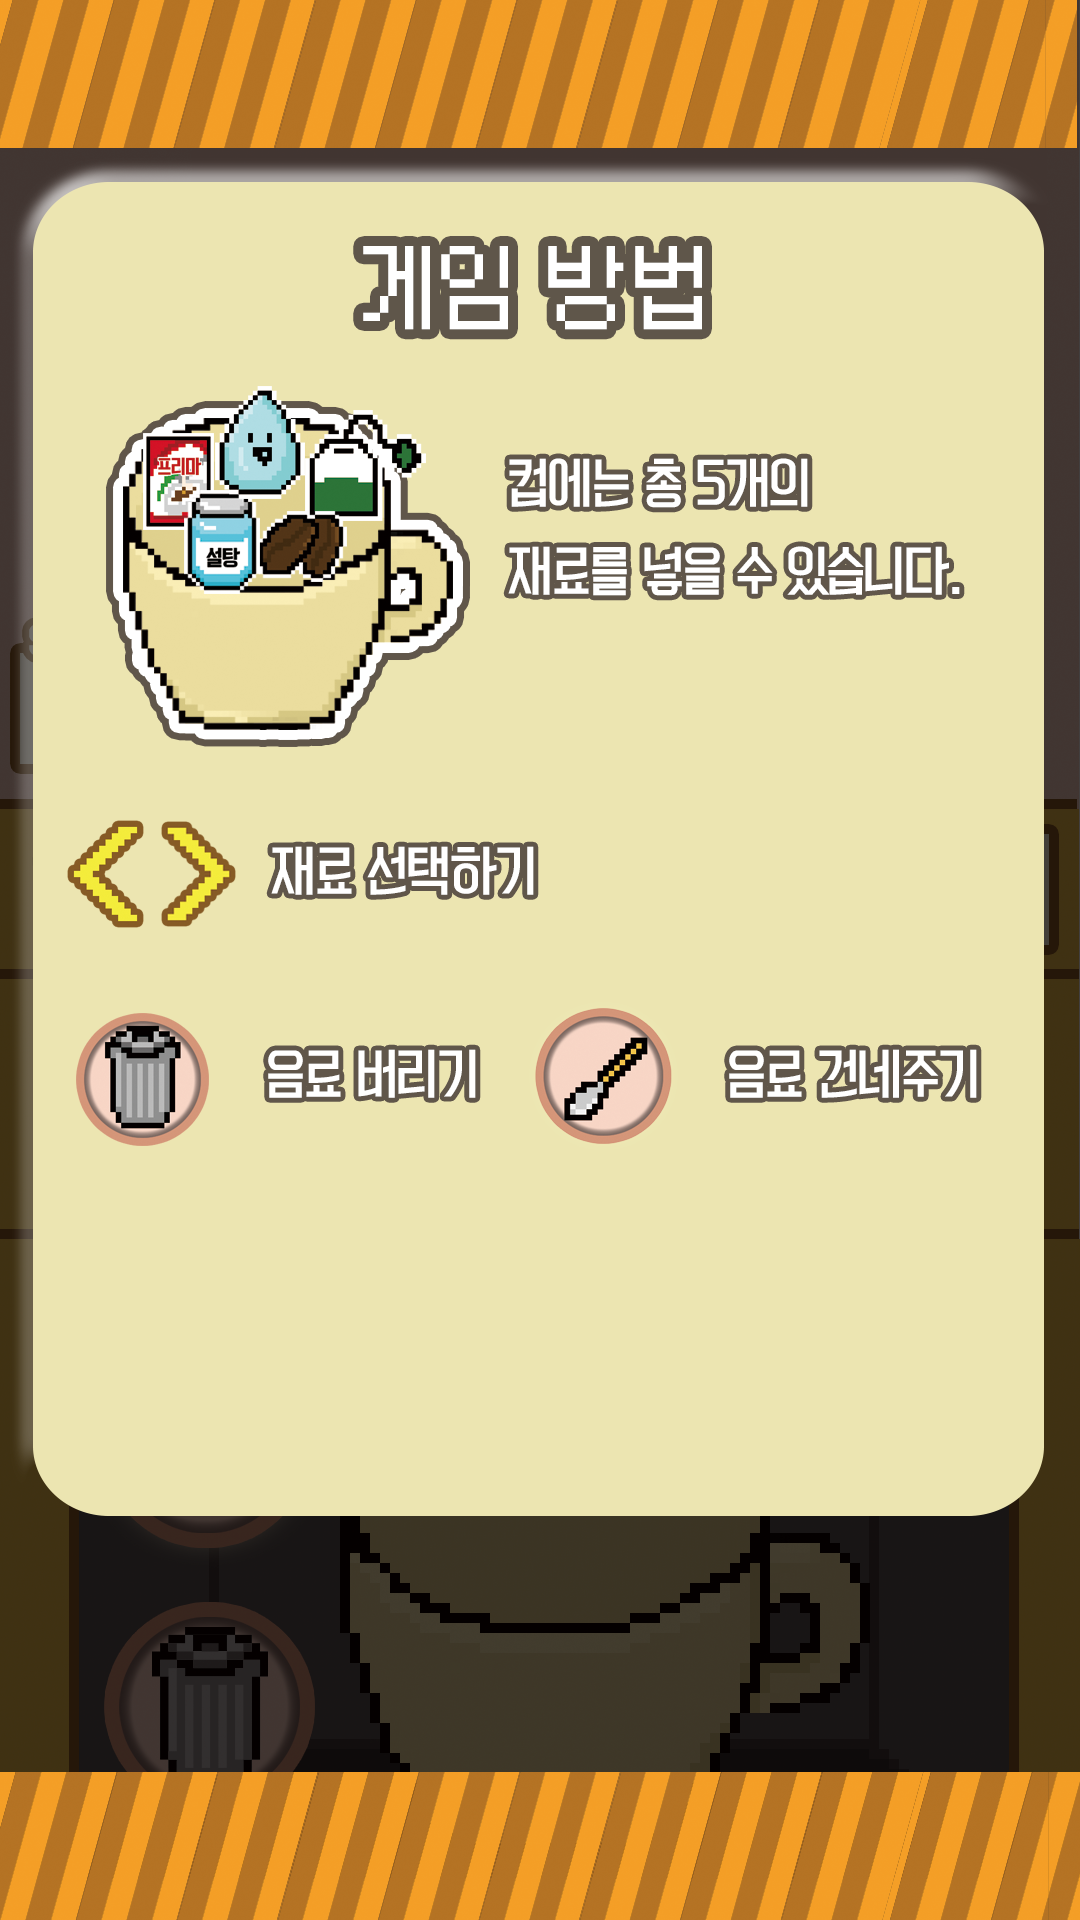 게임 방법
프리마
설탕
컵에는 총 5개의
재료를 넣을 수 있습니다.
재료 선택하기
음료 버리기
음료 건네주기